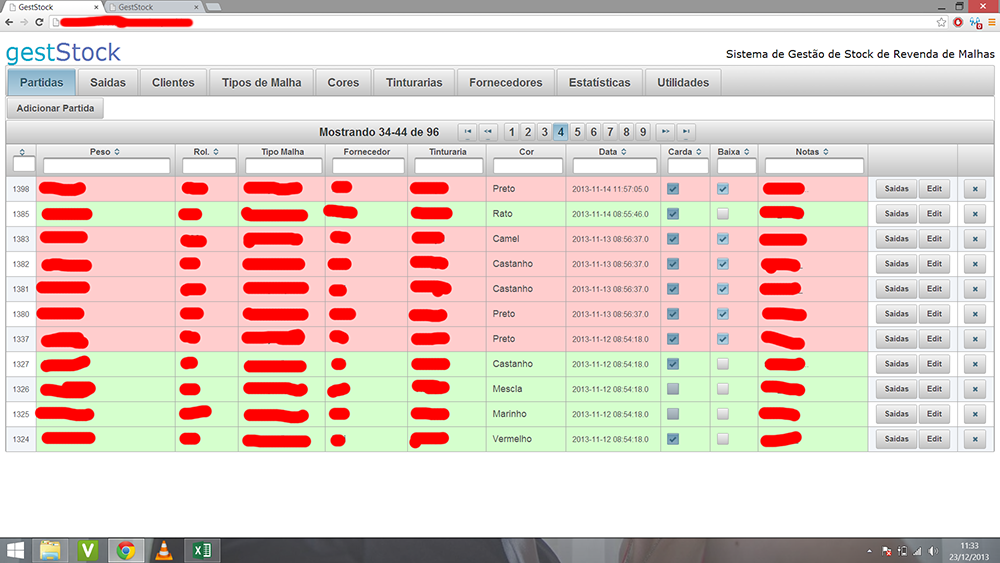 GestStock
GestStock
gestStock
Sistema de Gestão de Stock de Revenda de Malhas
Partidas Saidas Clientes Tipos de Malha Cores Tinturarias Fornecedores Estatísticas Utilidades
Adicionar Partida
Mostrando 34-44 de 96 1 2 3 4 5 6 7 8 9
Peso Rol. Tipo Malha Fornecedor Tinturaria Cor Data Carda Baixa Notas
1398 Preto 2013-11-14 11:57:05.0 Saidas Edit
1385 Rato 2013-11-14 08:55:46.0 Saidas Edit
1383 Camel 2013-11-13 08:56:37.0 Saidas Edit
1382 Castanho 2013-11-13 08:56:37.0 Saidas Edit
1381 Castanho 2013-11-13 08:56:37.0 Saidas Edit
1380 Preto 2013-11-13 08:56:37.0 Saidas Edit
1337 Preto 2013-11-12 08:54:18.0 Saidas Edit
1327 Castanho 2013-11-12 08:54:18.0 Saidas Edit
1326 Mescla 2013-11-12 08:54:18.0 Saidas Edit
1325 Marinho 2013-11-12 08:54:18.0 Saidas Edit
1324 Vermelho 2013-11-12 08:54:18.0 Saidas Edit
11:33
23/12/2013